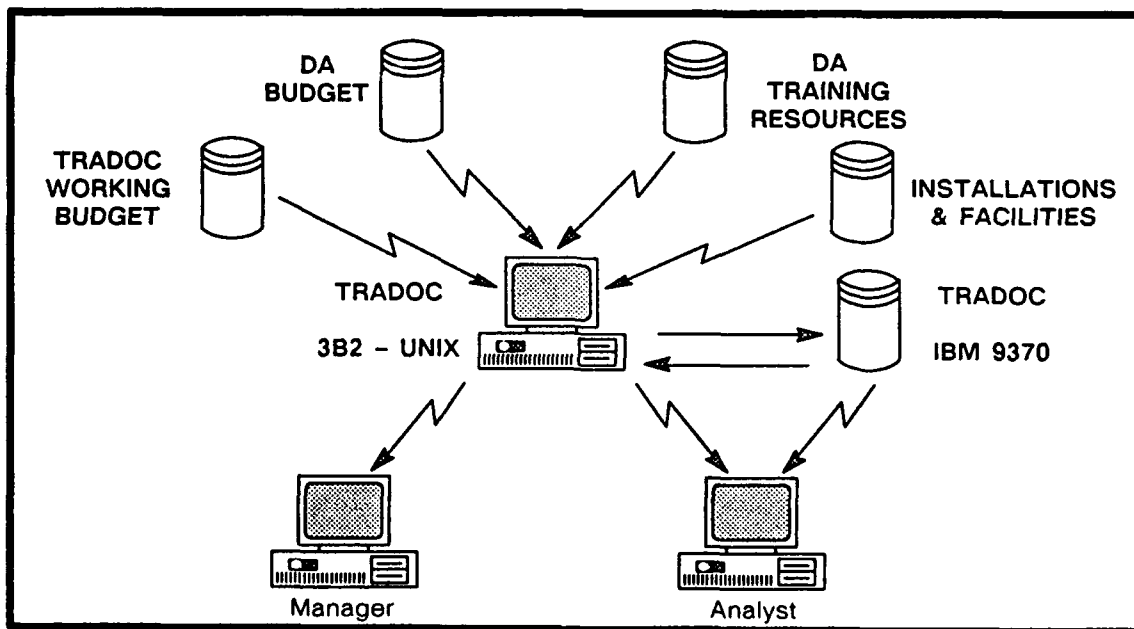 DA
BUDGET
DA
TRAINING
RESOURCES
TRADOC
WORKING
BUDGET
INSTALLATIONS
& FACILITIES
TRADOC
3B2 – UNIX
TRADOC
IBM 9370
Manager
Analyst